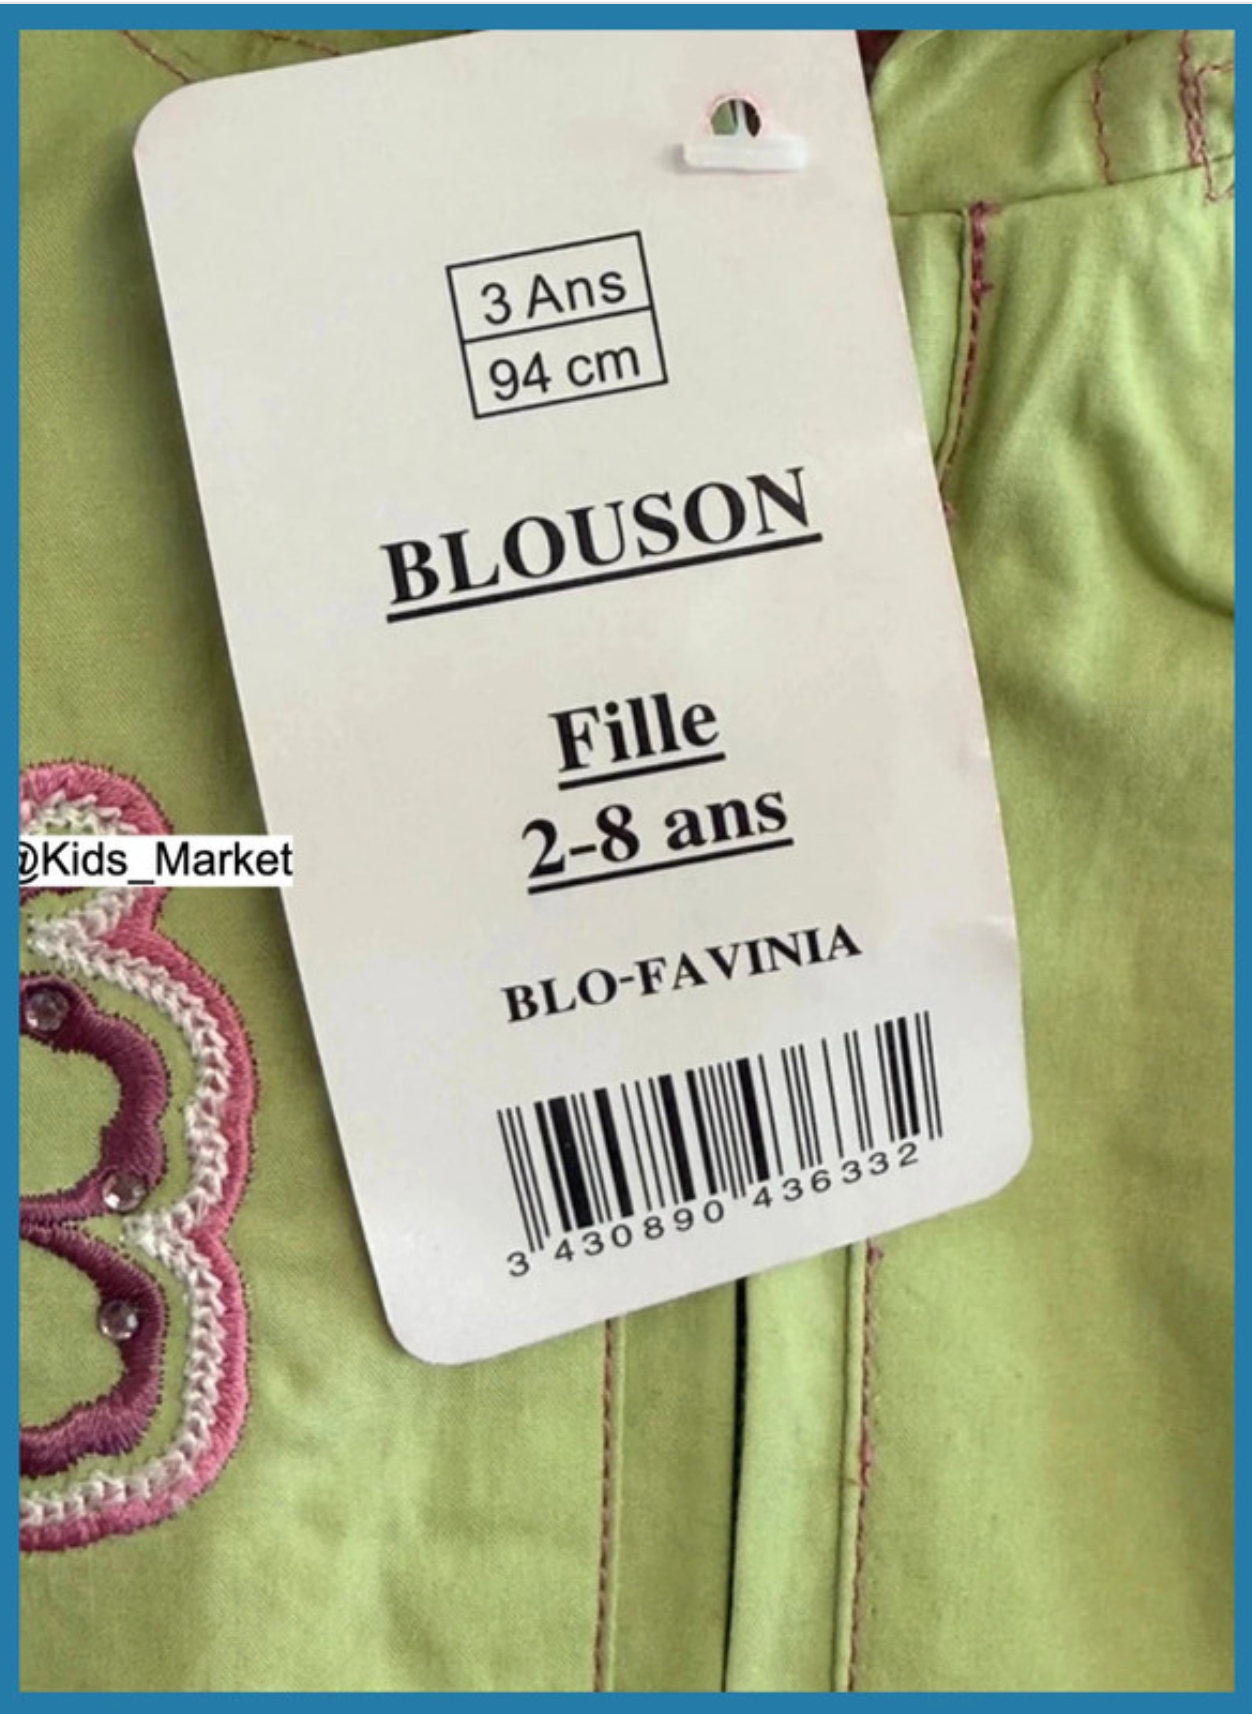 3 Ans
94 cm
BLOUSON
Fille
2-8 ans
BLO-FAVINIA
3 430890 436332
@Kids_Market